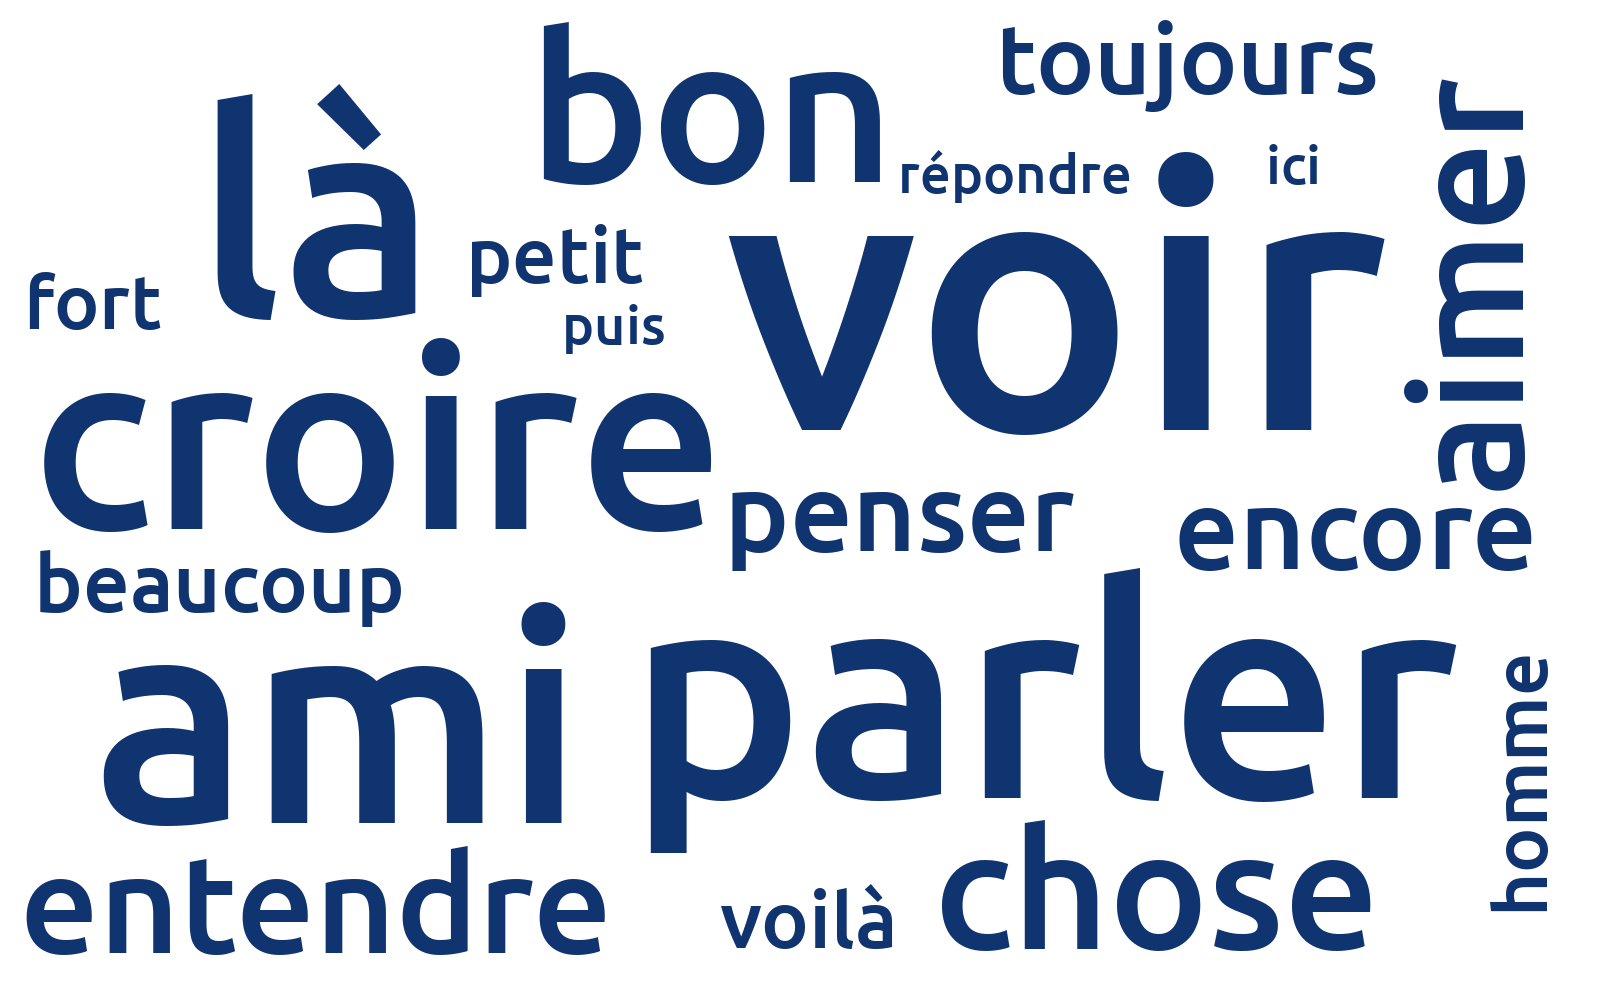 toujours
bon
là
répondre
ici
aimer
petit
voir
fort
puis
croire
penser
encore
beaucoup
ami
parler
homme
entendre
voilà
chose